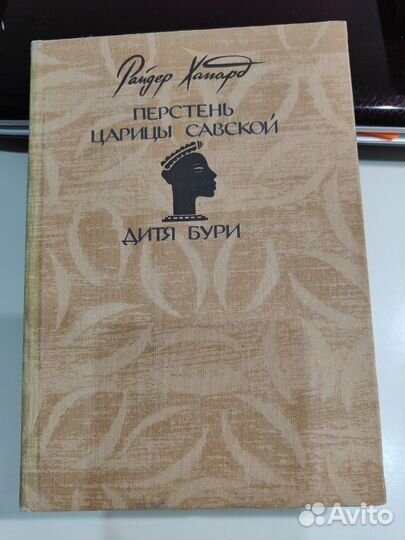 Райдер Хаггард
ПЕРСТЕНЬ
ЦАРИЦЫ САВСКОЙ
ДИТЯ БУРИ
Avito